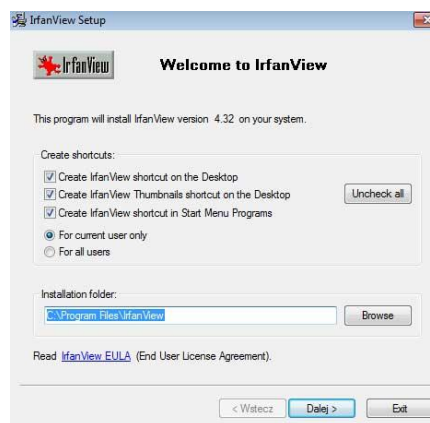 IrfanView Setup
IrfanView
Welcome to IrfanView
This program will install IrfanView version 4.32 on your system.
Create shortcuts:
Create IrfanView shortcut on the Desktop
Create IrfanView Thumbnails shortcut on the Desktop
Uncheck all
Create IrfanView shortcut in Start Menu Programs
For current user only
For all users
Installation folder:
C:\Program Files\IrfanView
Browse
Read IrfanView EULA (End User License Agreement).
< Wstecz
Dalej >
Exit